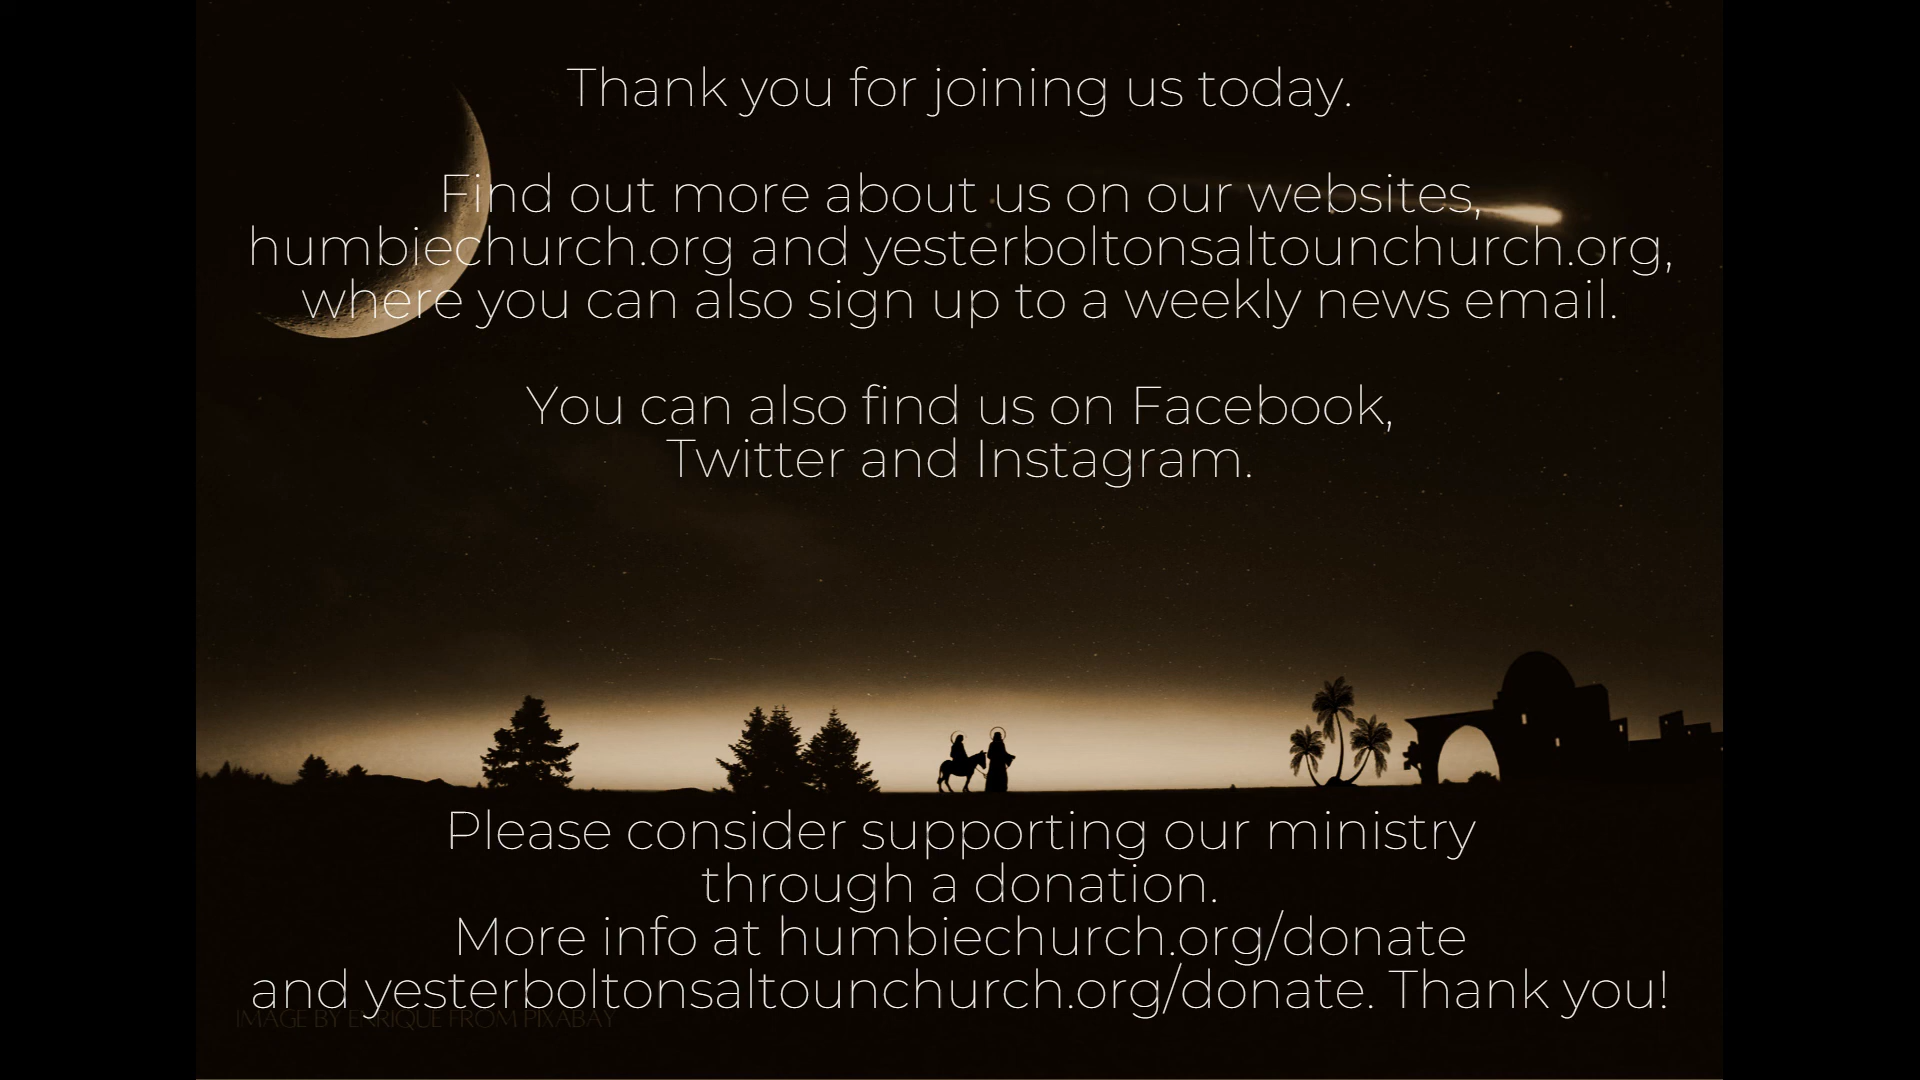 Thank you for joining us today.
Find out more about us on our websites,
humbiechurch.org and yesterboltonsaltounchurch.org,
where you can also sign up to a weekly news email.
You can also find us on Facebook,
Twitter and Instagram.
Please consider supporting our ministry
through a donation.
More info at humbiechurch.org/donate
and yesterboltonsaltounchurch.org/donate. Thank you!
IMAGE BY ENRIQUE FROM PIXABAY